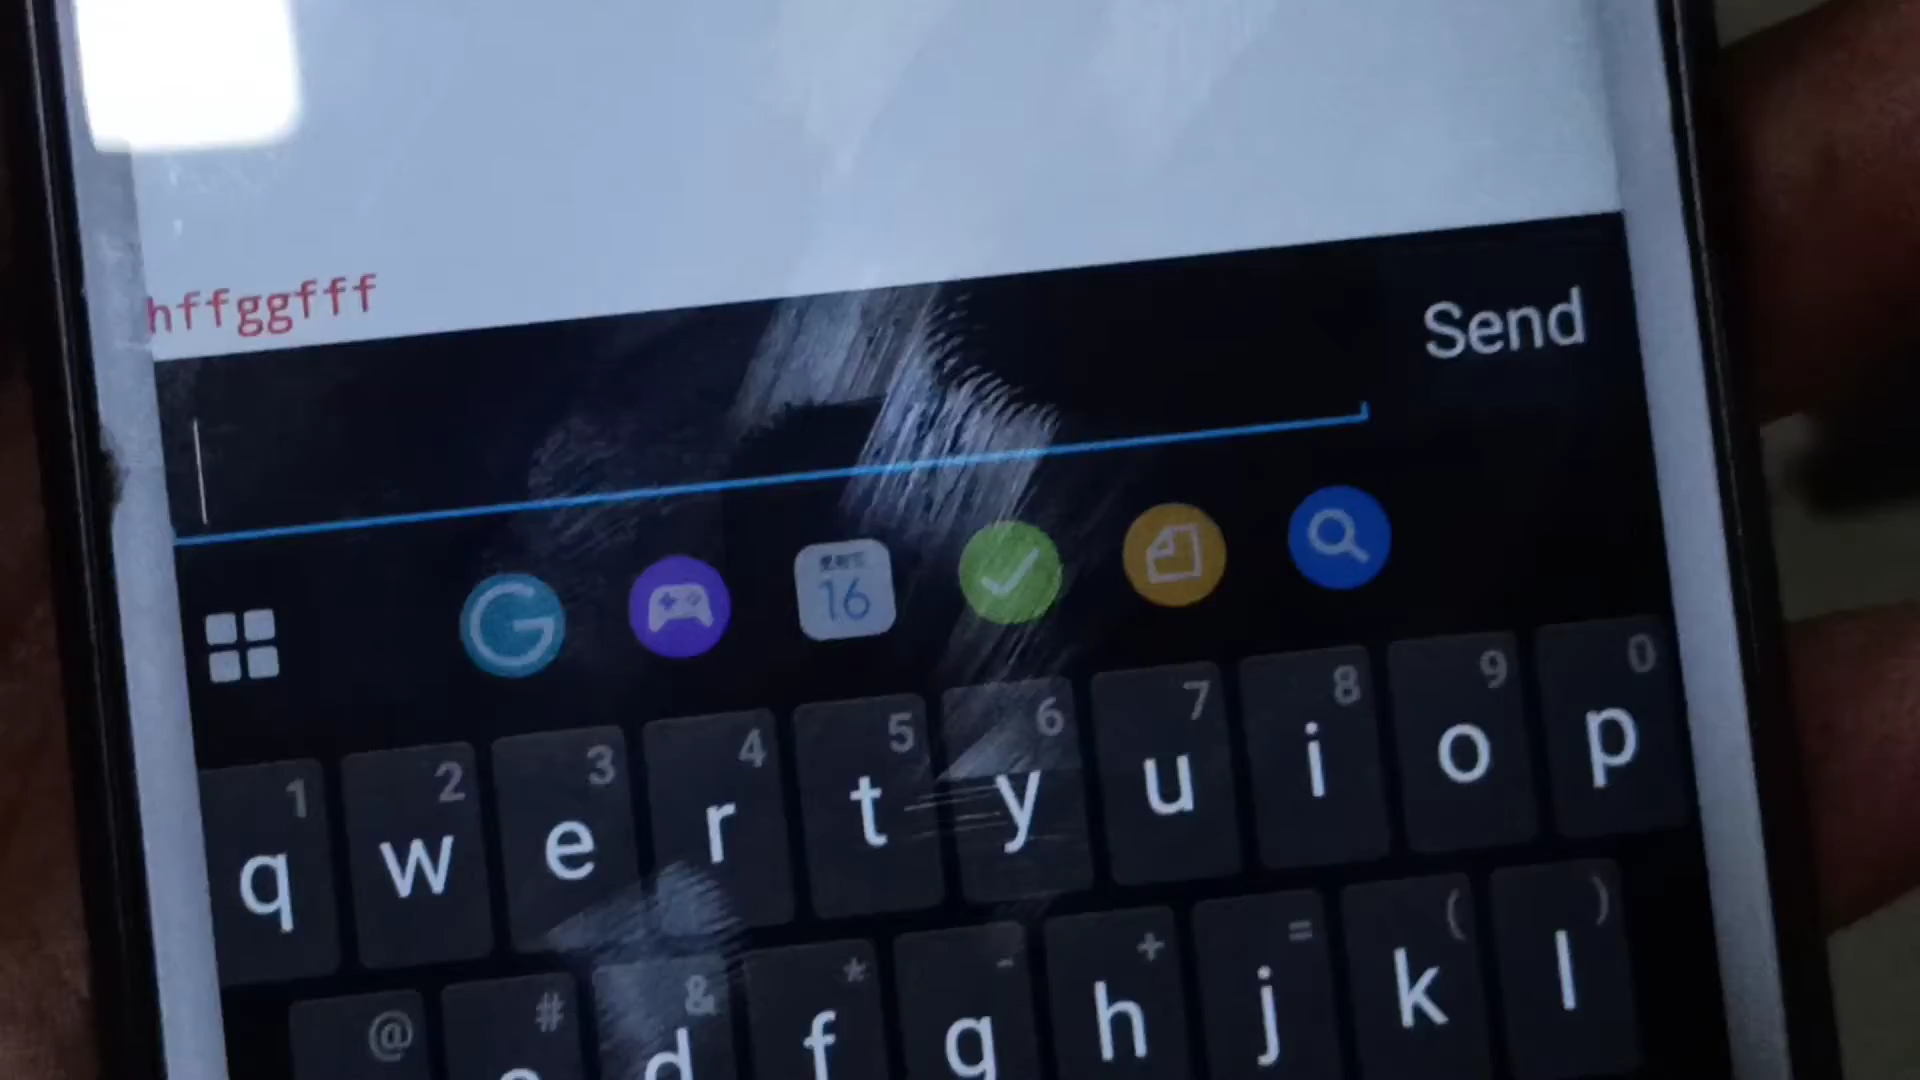 hffggfff
Send
16
1 2 3 4 5 6 7 8 9 0
q w e r t y u i o p
@ # & * - + = ( )
d f g h j k l